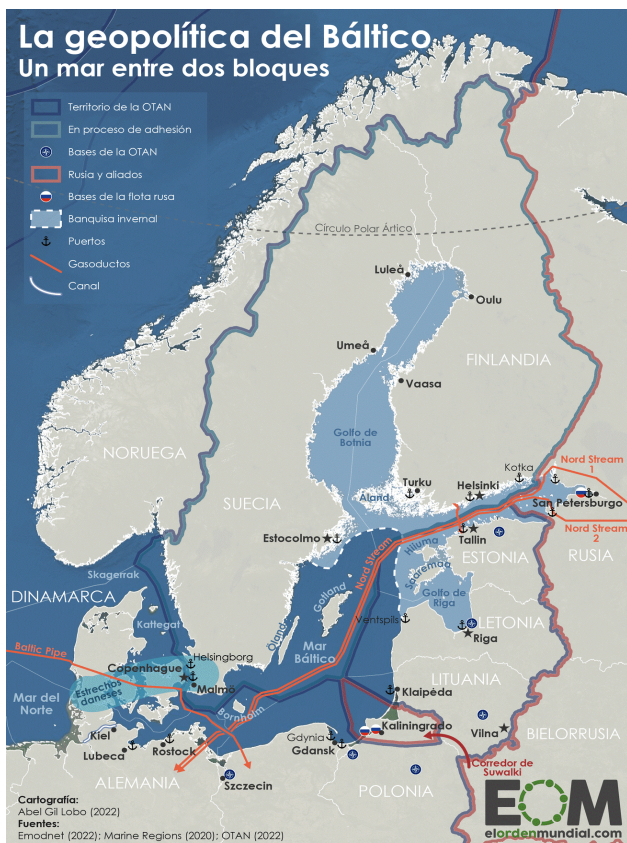 La geopolítica del Báltico
Un mar entre dos bloques
Territorio de la OTAN
En proceso de adhesión
Bases de la OTAN
Rusia y aliados
Bases de la flota rusa
Banquisa invernal
Puertos
Gasoductos
Canal
Círculo Polar Ártico
Luleå
Oulu
Umeå
FINLANDIA
Vaasa
Golfo de
Botnia
NORUEGA
SUECIA
Kotka
Nord Stream
1
Turku
Helsinki
Åland
San Petersburgo
Nord Stream
2
Estocolmo
Tallin
ESTONIA
RUSIA
Nord Stream
Hiiuma
Saaremaa
Skagerrak
DINAMARCA
Gotland
Golfo de
Riga
LETONIA
Ventspils
Riga
Kattegat
Öland
Mar
Báltico
Baltic Pipe
Helsingborg
Copenhague
Malmö
Estrechos
daneses
Mar del
Norte
LITUANIA
Klaipėda
Bornholm
Kaliningrado
Vilna
BIELORRUSIA
Kiel
Lubeca
Rostock
Gdynia
Gdansk
Corredor de
Suwalki
ALEMANIA
Szczecin
POLONIA
Cartografía:
Abel Gil Lobo (2022)
Fuentes:
Emodnet (2022); Marine Regions (2020); OTAN (2022)
EOM
elordenmundial.com